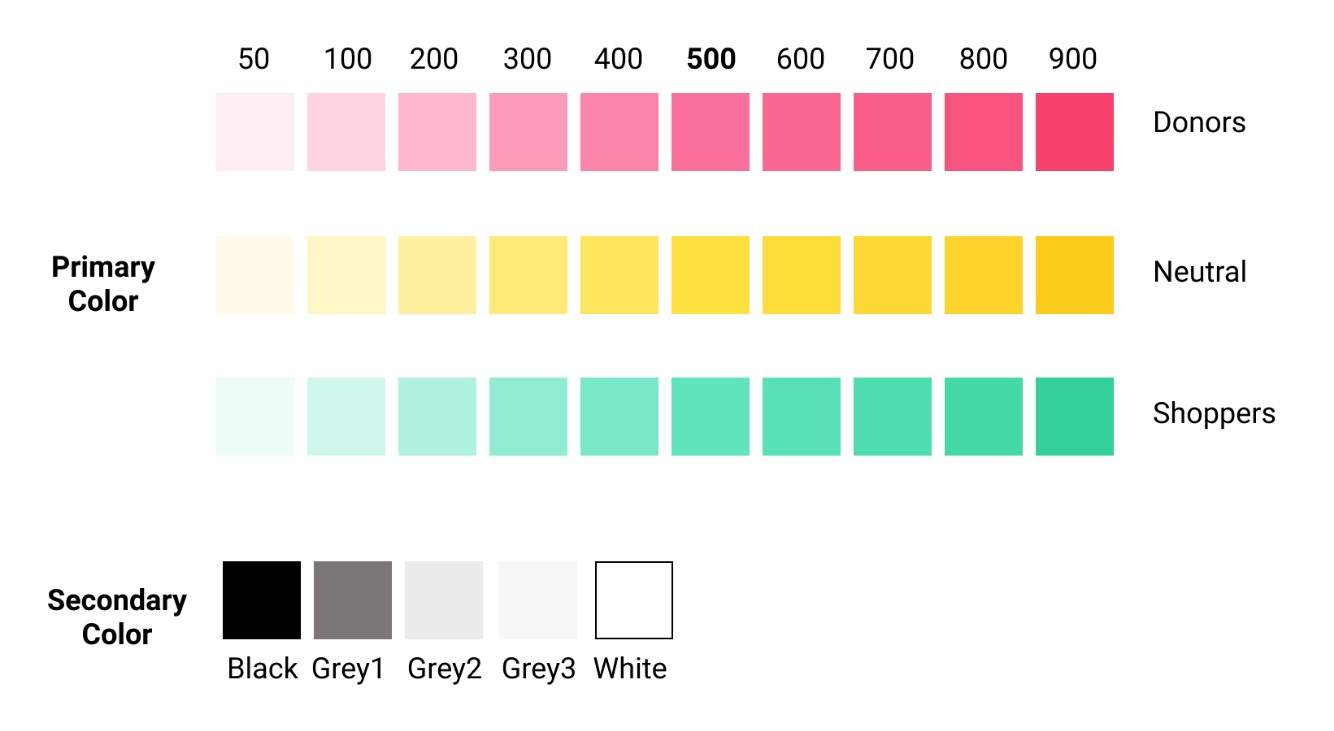 50 100 200 300 400 500 600 700 800 900
Donors
Primary
Color
Neutral
Shoppers
Secondary
Color
Black Grey1 Grey2 Grey3 White